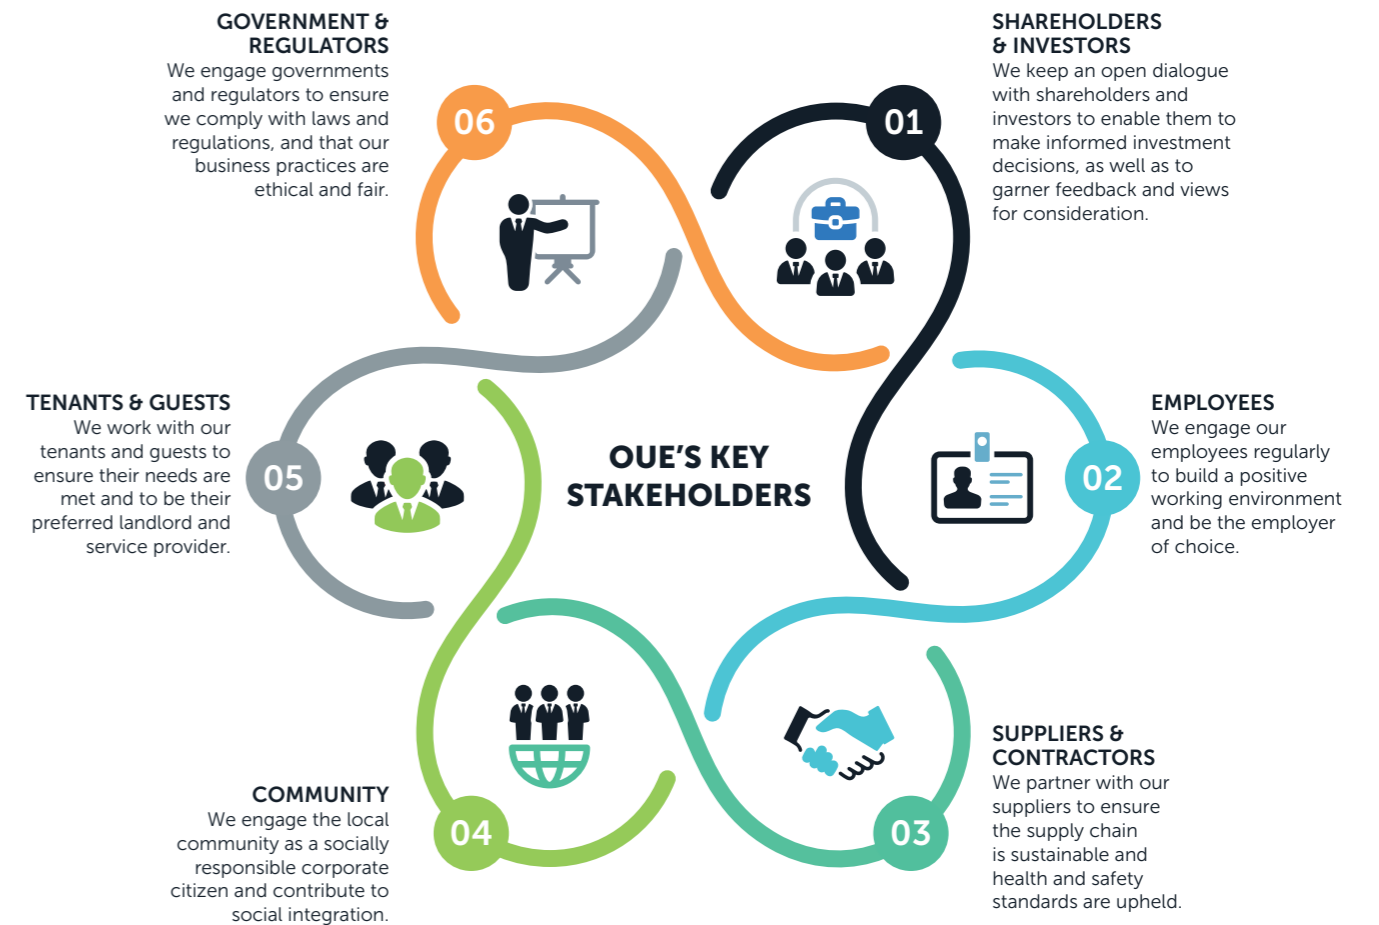 GOVERNMENT &
REGULATORS
We engage governments
and regulators to ensure
we comply with laws and
regulations, and that our
business practices are
ethical and fair.
06
SHAREHOLDERS
& INVESTORS
We keep an open dialogue
with shareholders and
investors to enable them to
make informed investment
decisions, as well as to
garner feedback and views
for consideration.
01
TENANTS & GUESTS
We work with our
tenants and guests to
ensure their needs are
met and to be their
preferred landlord and
service provider.
05
OUE’S KEY
STAKEHOLDERS
EMPLOYEES
We engage our
employees regularly
to build a positive
working environment
and be the employer
of choice.
02
COMMUNITY
We engage the local
community as a socially
responsible corporate
citizen and contribute to
social integration.
04
SUPPLIERS &
CONTRACTORS
We partner with our
suppliers to ensure
the supply chain
is sustainable and
health and safety
standards are upheld.
03